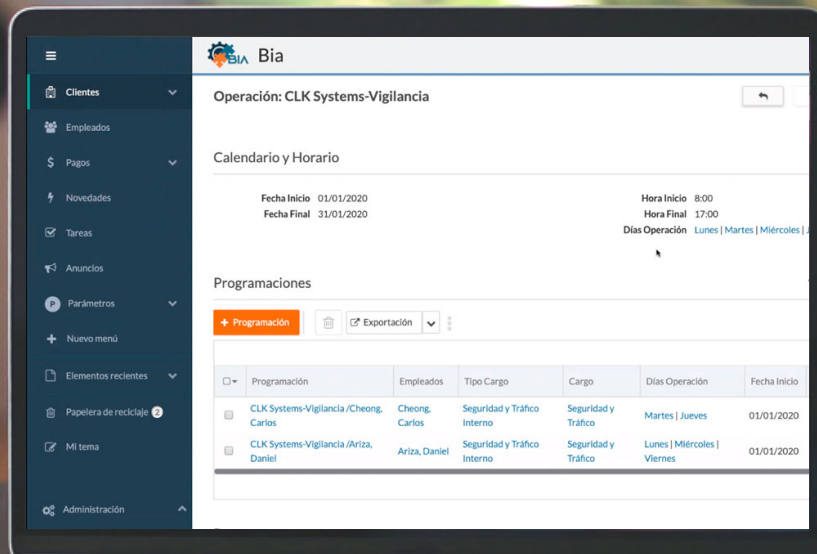 BIA Bia
Clientes
Empleados
Pagos
Novedades
Tareas
Anuncios
P Parámetros
Nuevo menú
Elementos recientes
Papelera de reciclaje 2
Mi tema
Administración
Operación: CLK Systems-Vigilancia
Calendario y Horario
Fecha Inicio 01/01/2020
Fecha Final 31/01/2020
Hora Inicio 8:00
Hora Final 17:00
Días Operación Lunes | Martes | Miércoles |
Programaciones
+ Programación Exportación
Programación Empleados Tipo Cargo Cargo Días Operación Fecha Inicio
CLK Systems-Vigilancia /Cheong, Carlos
Cheong, Carlos
Seguridad y Tráfico Interno
Seguridad y Tráfico
Martes | Jueves
01/01/2020
CLK Systems-Vigilancia /Ariza, Daniel
Ariza, Daniel
Seguridad y Tráfico Interno
Seguridad y Tráfico
Lunes | Miércoles | Viernes
01/01/2020